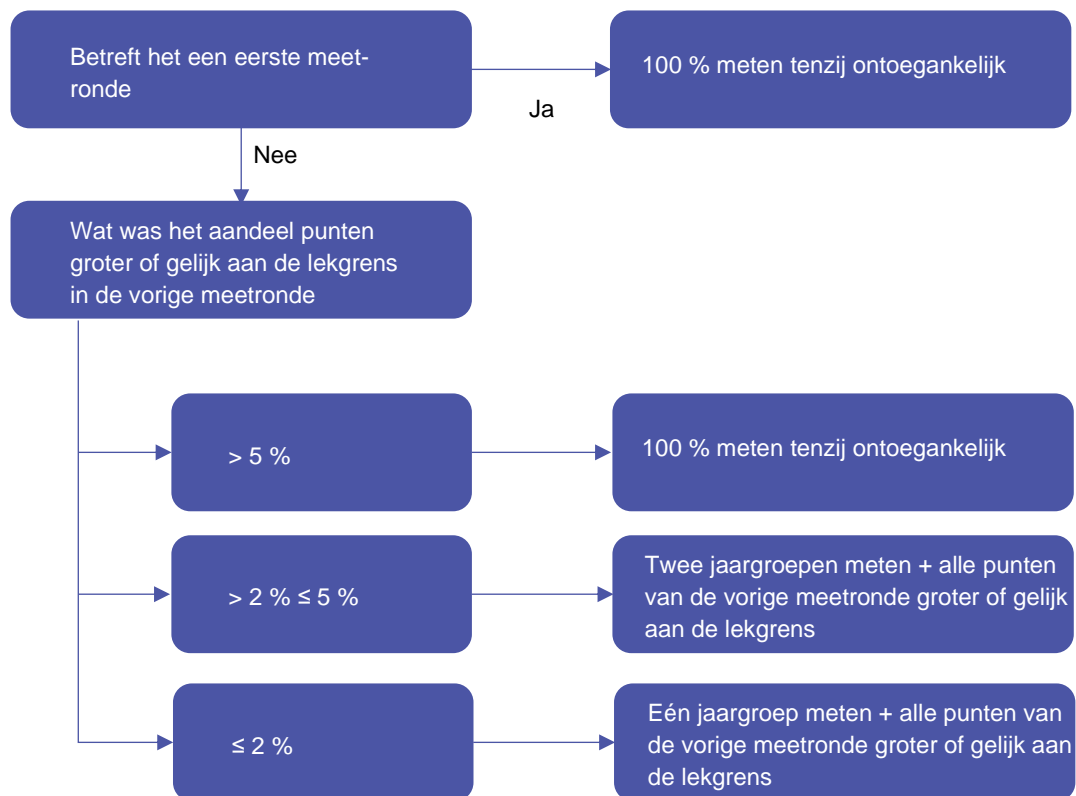 Betreft het een eerste meet-
ronde
100 % meten tenzij ontoegankelijk
Ja
Nee
Wat was het aandeel punten
groter of gelijk aan de lekgrens
in de vorige meetronde
> 5 %
100 % meten tenzij ontoegankelijk
> 2 % ≤ 5 %
Twee jaargroepen meten + alle punten
van de vorige meetronde groter of gelijk
aan de lekgrens
≤ 2 %
Eén jaargroep meten + alle punten van
de vorige meetronde groter of gelijk aan
de lekgrens